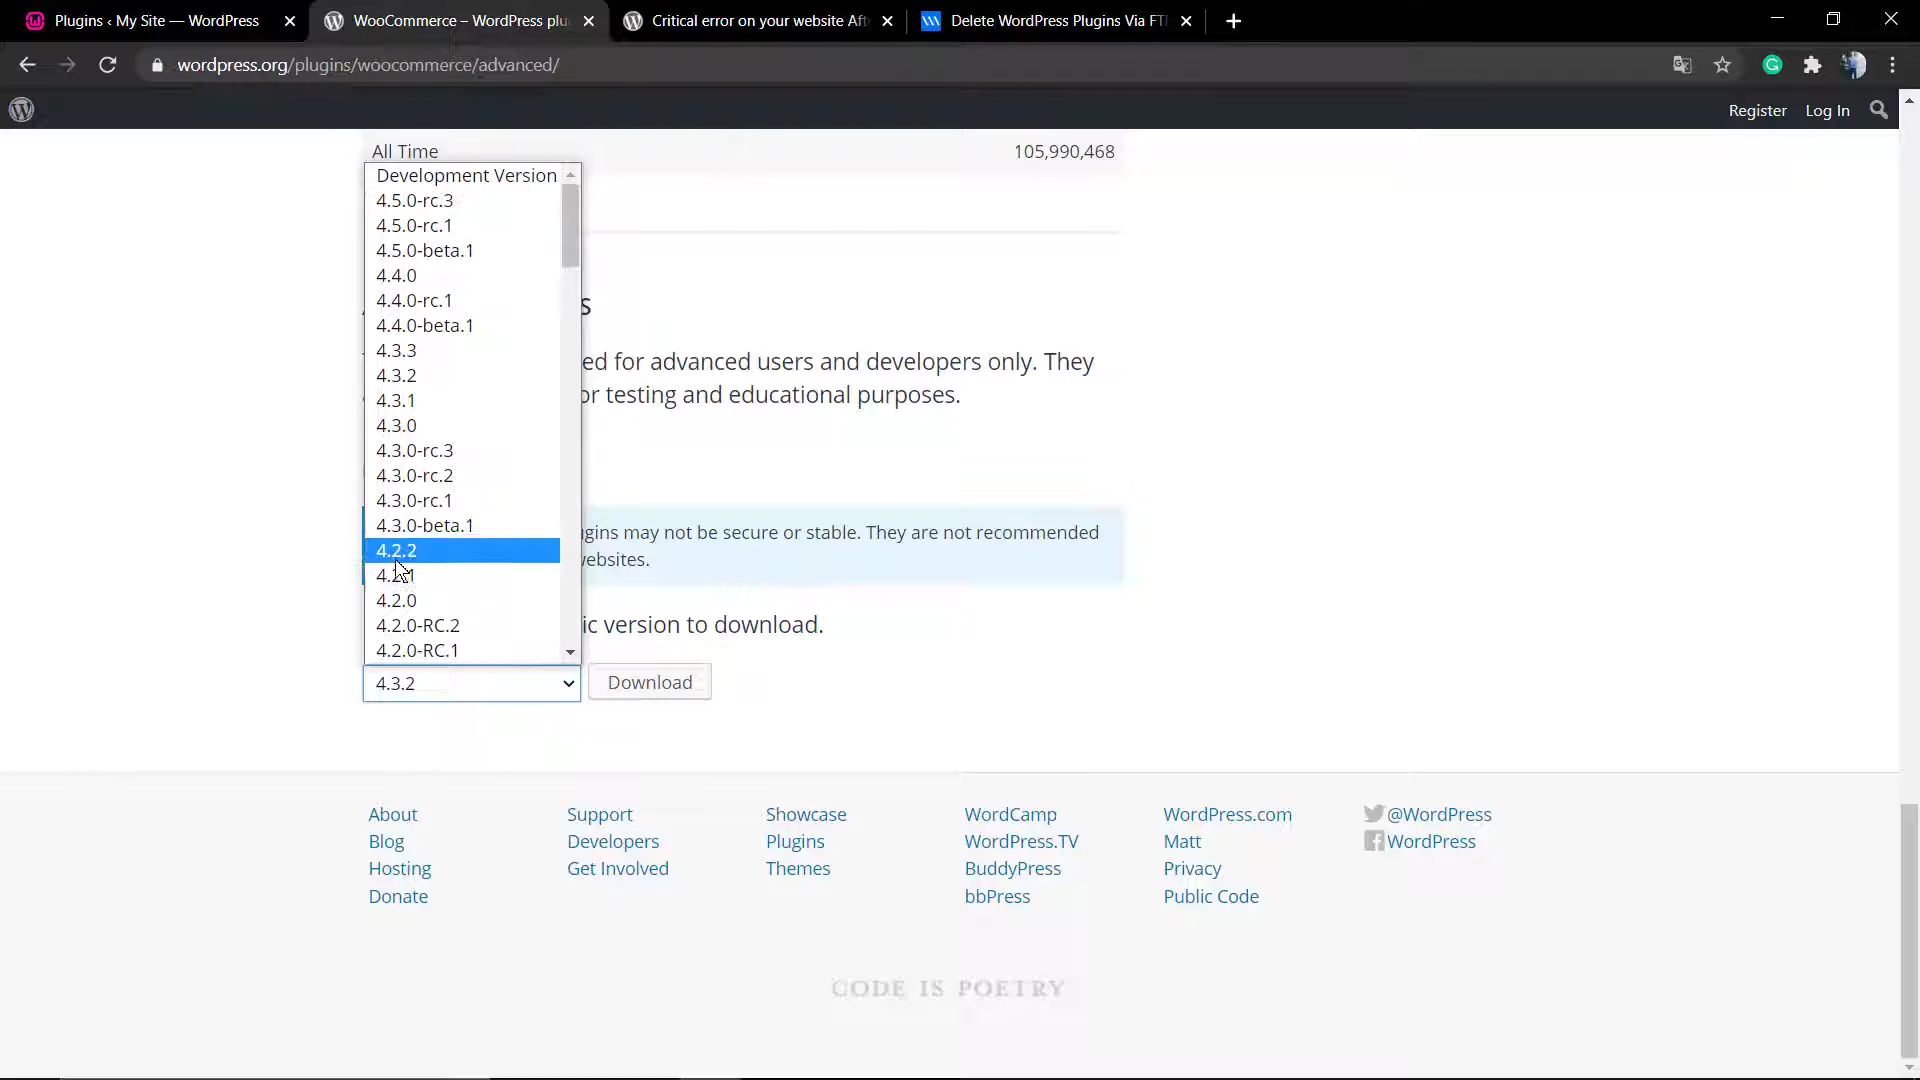 Plugins ‹ My Site — WordPress
WooCommerce – WordPress plu
Critical error on your website Aft
Delete WordPress Plugins Via FT
wordpress.org/plugins/woocommerce/advanced/
Register
Log In
All Time
105,990,468
Development Version
4.5.0-rc.3
4.5.0-rc.1
4.5.0-beta.1
4.4.0
4.4.0-rc.1
4.4.0-beta.1
4.3.3
4.3.2
4.3.1
4.3.0
4.3.0-rc.3
4.3.0-rc.2
4.3.0-rc.1
4.3.0-beta.1
4.2.2
4.2.1
4.2.0
4.2.0-RC.2
4.2.0-RC.1
s
ed for advanced users and developers only. They
or testing and educational purposes.
ugins may not be secure or stable. They are not recommended
websites.
ic version to download.
4.3.2
Download
About
Blog
Hosting
Donate
Support
Developers
Get Involved
Showcase
Plugins
Themes
WordCamp
WordPress.TV
BuddyPress
bbPress
WordPress.com
Matt
Privacy
Public Code
@WordPress
WordPress
CODE IS POETRY